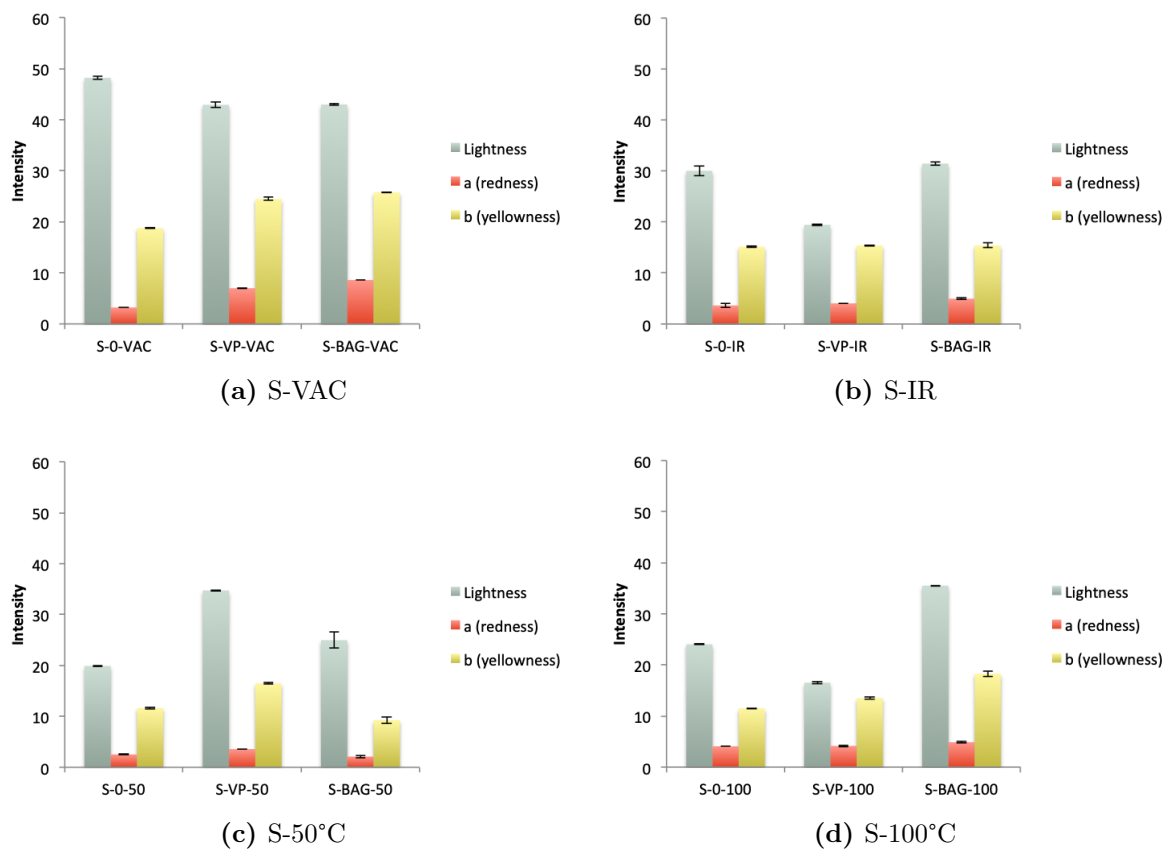 60
50
40
30
20
10
0
Intensity
S-0-VAC S-VP-VAC S-BAG-VAC
Lightness
a (redness)
b (yellowness)
(a) S-VAC
60
50
40
30
20
10
0
Intensity
S-0-IR S-VP-IR S-BAG-IR
Lightness
a (redness)
b (yellowness)
(b) S-IR
60
50
40
30
20
10
0
Intensity
S-0-50 S-VP-50 S-BAG-50
Lightness
a (redness)
b (yellowness)
(c) S-50°C
60
50
40
30
20
10
0
Intensity
S-0-100 S-VP-100 S-BAG-100
Lightness
a (redness)
b (yellowness)
(d) S-100°C